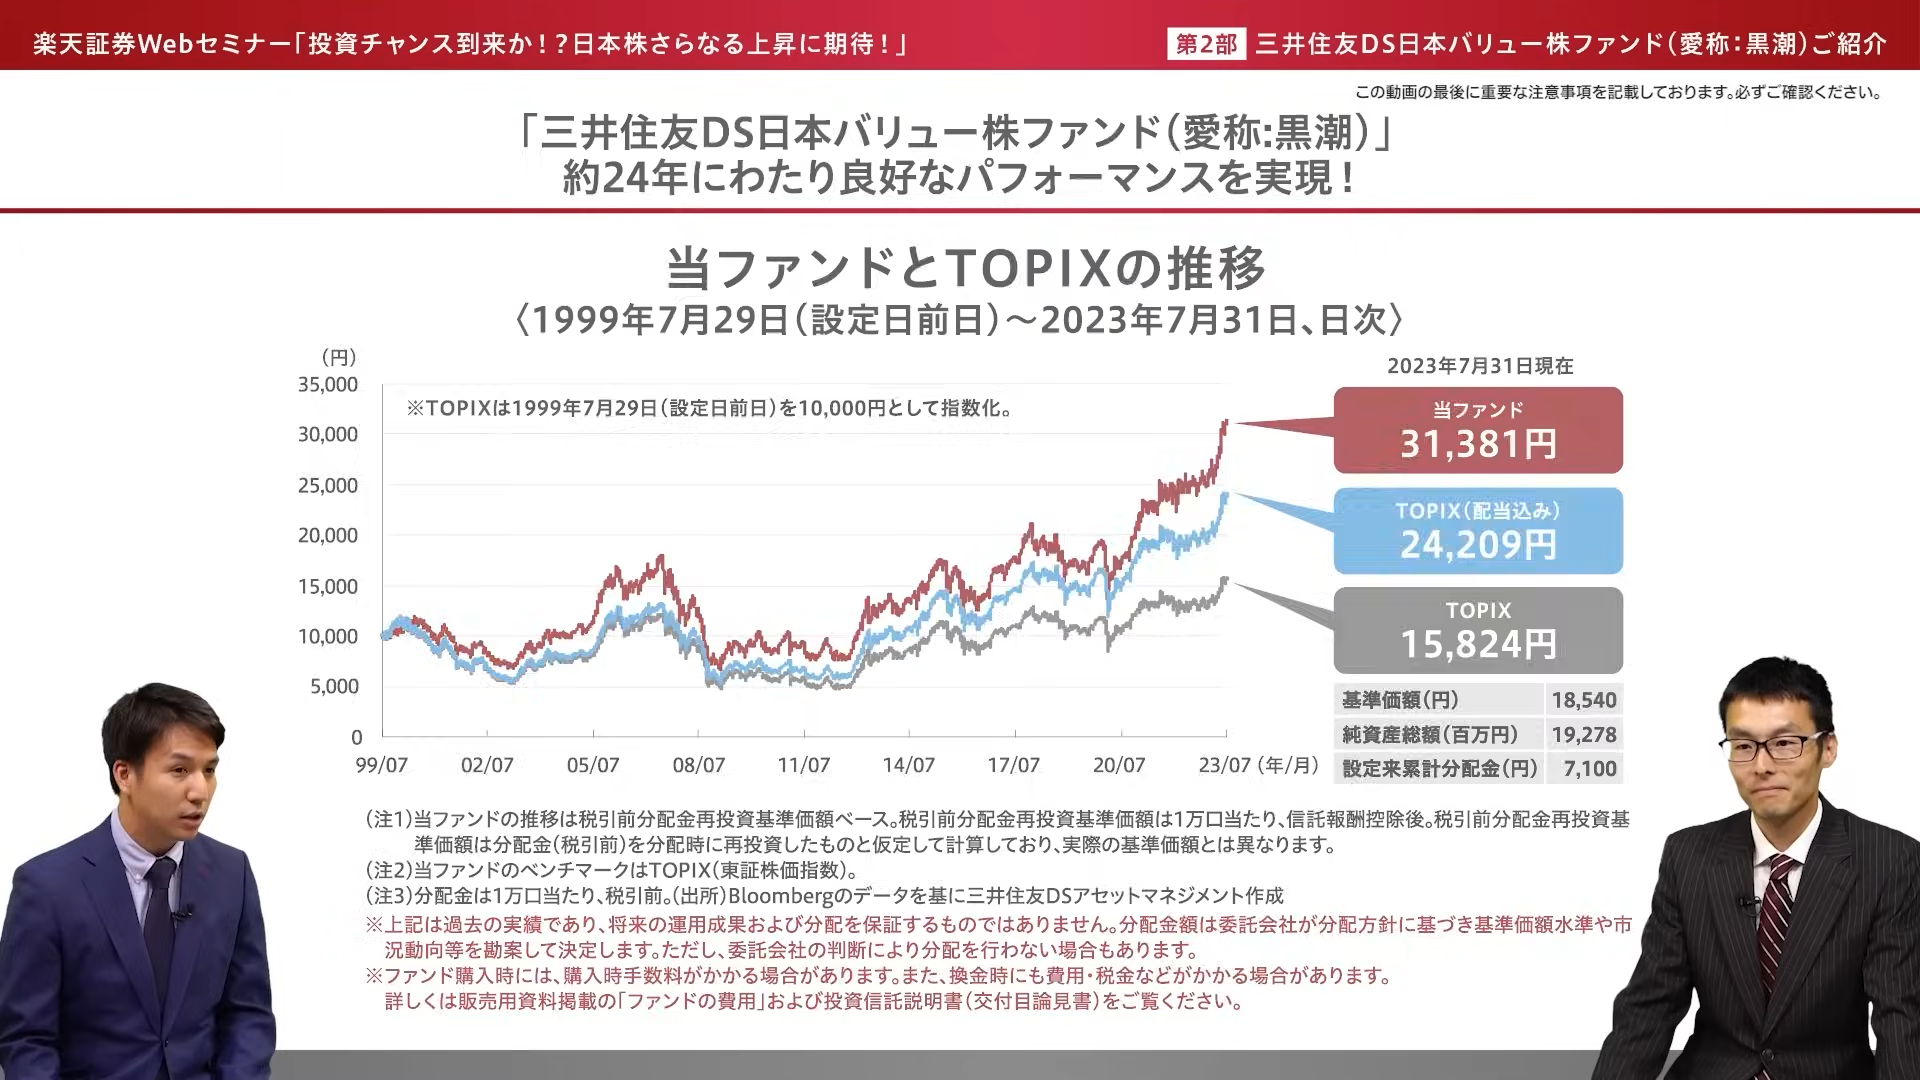 楽天証券Webセミナー「投資チャンス到来か！？日本株さらなる上昇に期待！」
第2部 三井住友DS日本バリュー株ファンド（愛称：黒潮）ご紹介
この動画の最後に重要な注意事項を記載しております。必ずご確認ください。
「三井住友DS日本バリュー株ファンド（愛称:黒潮）」
約24年にわたり良好なパフォーマンスを実現！
当ファンドとTOPIXの推移
〈1999年7月29日（設定日前日）～2023年7月31日、日次〉
（円）
35,000
30,000
25,000
20,000
15,000
10,000
5,000
0
※TOPIXは1999年7月29日（設定日前日）を10,000円として指数化。
99/07 02/07 05/07 08/07 11/07 14/07 17/07 20/07 23/07（年/月）
2023年7月31日現在
当ファンド
31,381円
TOPIX（配当込み）
24,209円
TOPIX
15,824円
基準価額（円） 18,540
純資産総額（百万円） 19,278
設定来累計分配金（円） 7,100
（注1）当ファンドの推移は税引前分配金再投資基準価額ベース。税引前分配金再投資基準価額は1万口当たり、信託報酬控除後。税引前分配金再投資基
準価額は分配金（税引前）を分配時に再投資したものと仮定して計算しており、実際の基準価額とは異なります。
（注2）当ファンドのベンチマークはTOPIX（東証株価指数）。
（注3）分配金は1万口当たり、税引前。（出所）Bloombergのデータを基に三井住友DSアセットマネジメント作成
※上記は過去の実績であり、将来の運用成果および分配を保証するものではありません。分配金額は委託会社が分配方針に基づき基準価額水準や市
況動向等を勘案して決定します。ただし、委託会社の判断により分配を行わない場合もあります。
※ファンド購入時には、購入時手数料がかかる場合があります。また、換金時にも費用・税金などがかかる場合があります。
詳しくは販売用資料掲載の「ファンドの費用」および投資信託説明書（交付目論見書）をご覧ください。